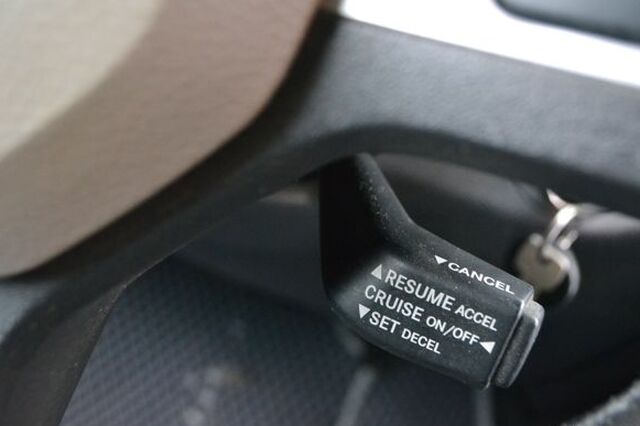 ▼CANCEL
▲RESUME ACCEL
CRUISE ON/OFF◀
▼SET DECEL